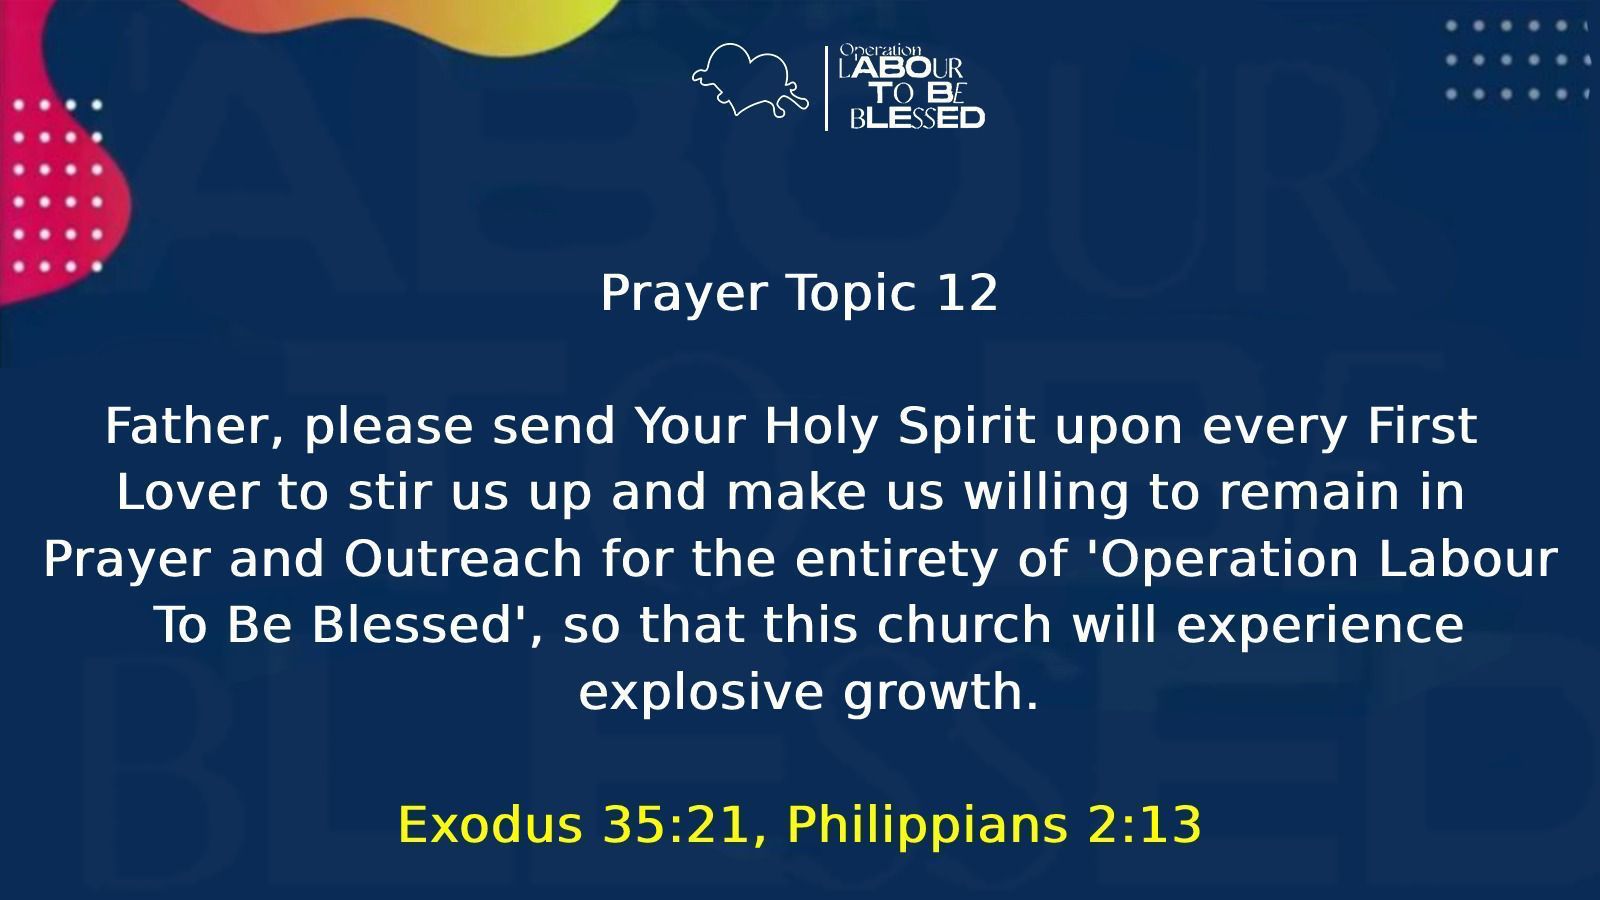 Operation
LABOUR
TO BE
BLESSED
Prayer Topic 12
Father, please send Your Holy Spirit upon every First
Lover to stir us up and make us willing to remain in
Prayer and Outreach for the entirety of 'Operation Labour
To Be Blessed', so that this church will experience
explosive growth.
Exodus 35:21, Philippians 2:13